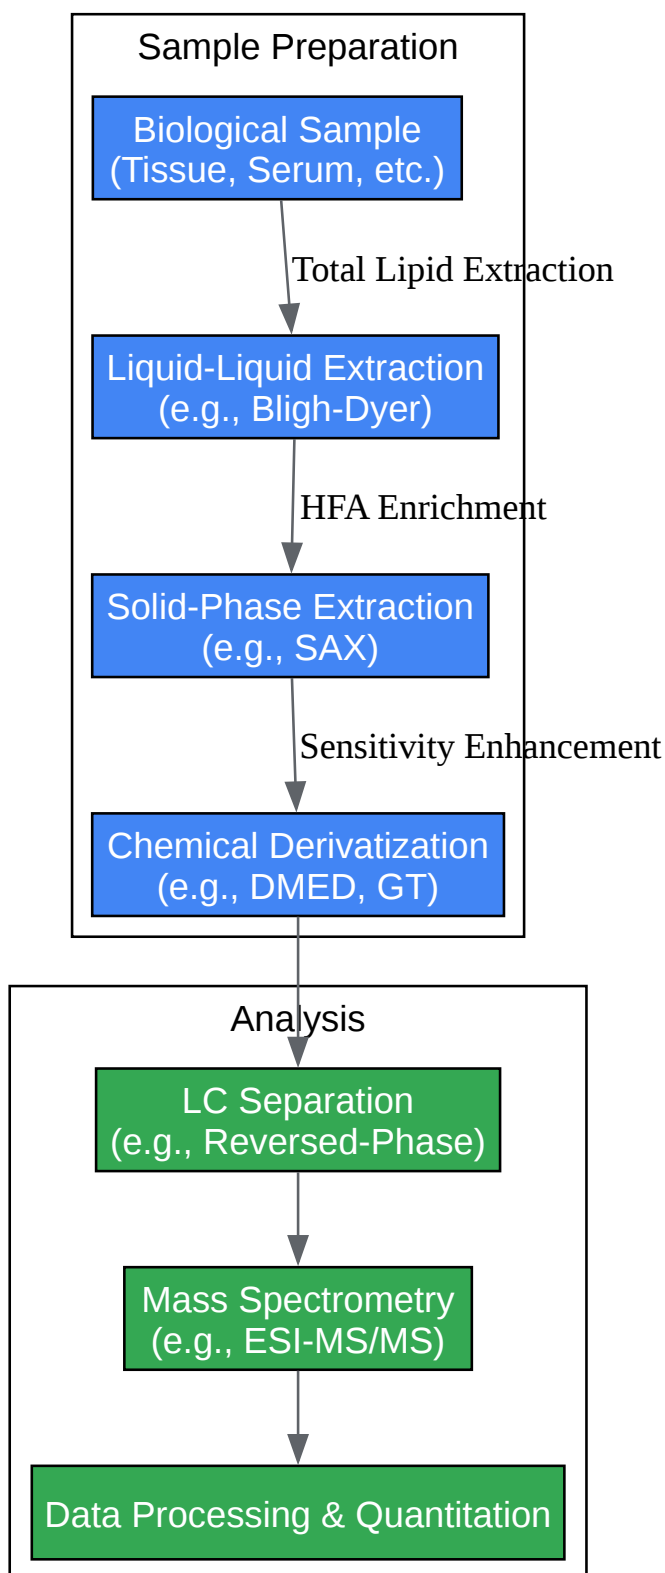 Sample Preparation
Biological Sample
(Tissue, Serum, etc.)
Total Lipid Extraction
Liquid-Liquid Extraction
(e.g., Bligh-Dyer)
HFA Enrichment
Solid-Phase Extraction
(e.g., SAX)
Sensitivity Enhancement
Chemical Derivatization
(e.g., DMED, GT)
Analysis
LC Separation
(e.g., Reversed-Phase)
Mass Spectrometry
(e.g., ESI-MS/MS)
Data Processing & Quantitation